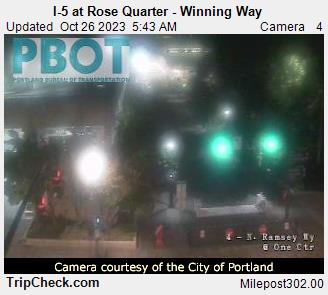 I-5 at Rose Quarter - Winning Way
Updated Oct 26 2023 5:43 AM Camera 4
PBOT
PORTLAND BUREAU OF TRANSPORTATION
4 - N. Ramsey Wy
@ One Ctr
Camera courtesy of the City of Portland
TripCheck.com Milepost302.00